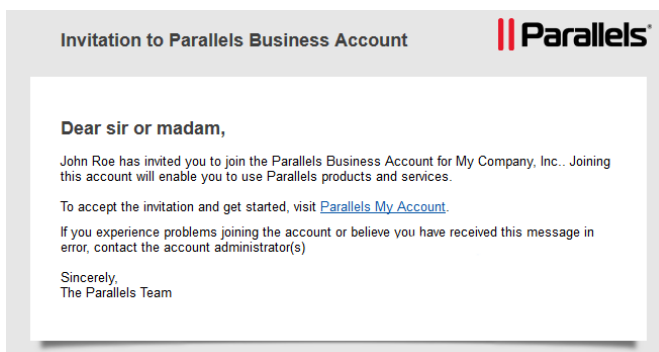 Invitation to Parallels Business Account
Parallels
Dear sir or madam,
John Roe has invited you to join the Parallels Business Account for My Company, Inc.. Joining
this account will enable you to use Parallels products and services.
To accept the invitation and get started, visit Parallels My Account.
If you experience problems joining the account or believe you have received this message in
error, contact the account administrator(s)
Sincerely,
The Parallels Team